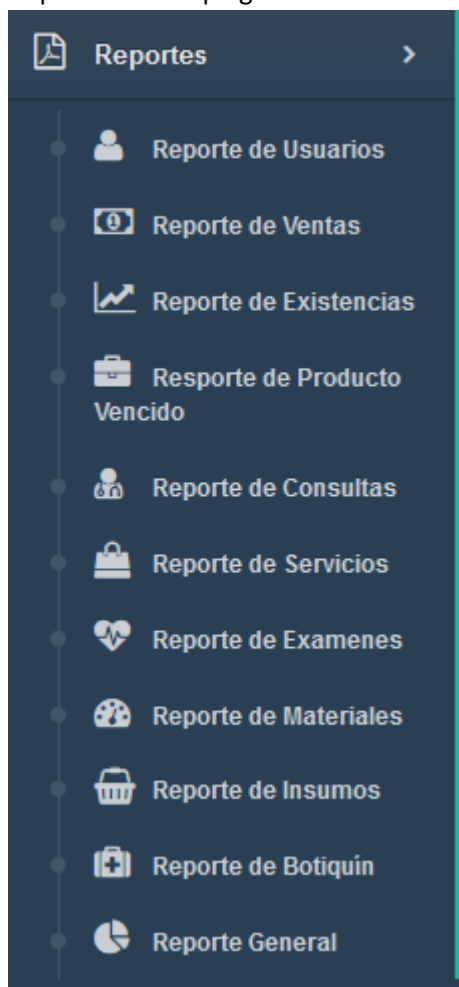 Reportes
Reporte de Usuarios
Reporte de Ventas
Reporte de Existencias
Resporte de Producto
Vencido
Reporte de Consultas
Reporte de Servicios
Reporte de Examenes
Reporte de Materiales
Reporte de Insumos
Reporte de Botiquín
Reporte General